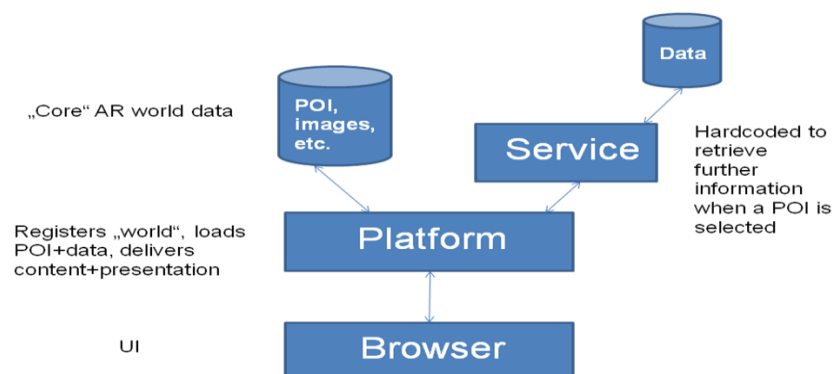 Data
„Core“ AR world data
POI,
images,
etc.
Service
Hardcoded to
retrieve
further
information
when a POI is
selected
Registers „world“, loads
POI+data, delivers
content+presentation
Platform
UI
Browser